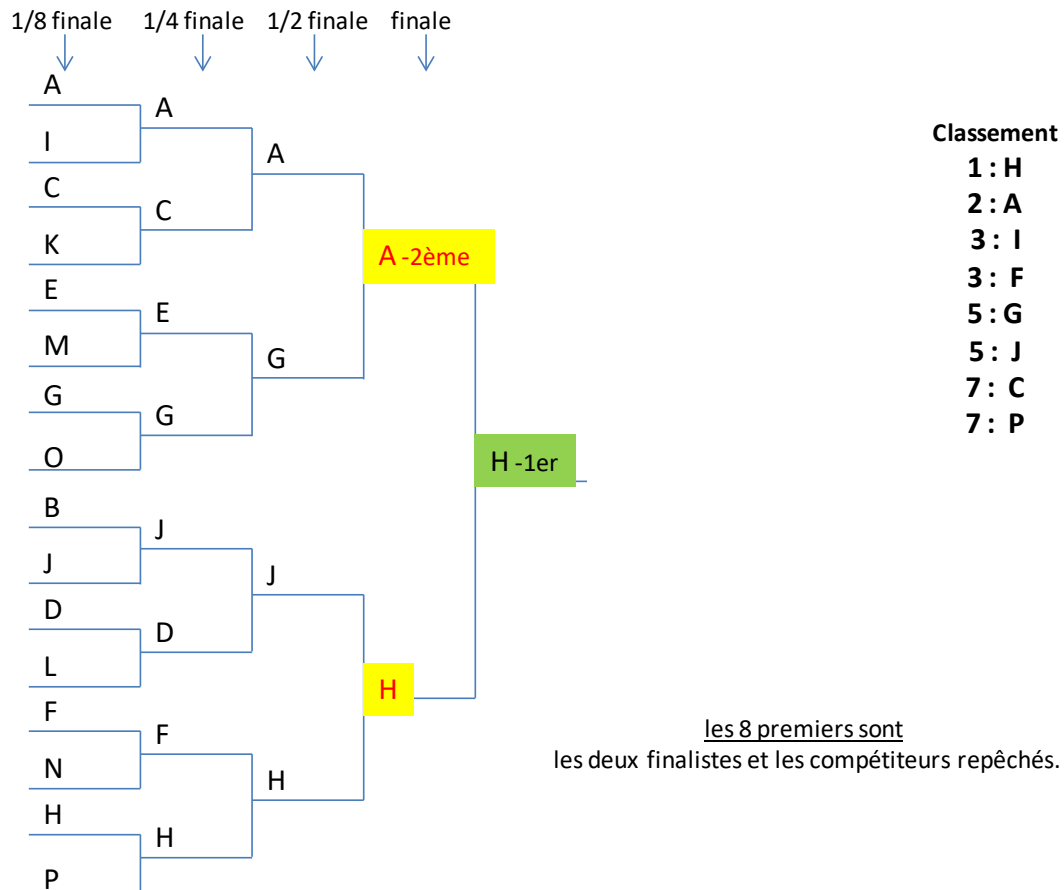 1/8 finale 1/4 finale 1/2 finale finale
A
A
I
A
C
C
K
A -2ème
E
E
M
G
G
G
O
H -1er
B
J
J
J
D
D
L
H
F
F
N
H
H
H
P
Classement
1 : H
2 : A
3 : I
3 : F
5 : G
5 : J
7 : C
7 : P
les 8 premiers sont
les deux finalistes et les compétiteurs repêchés.